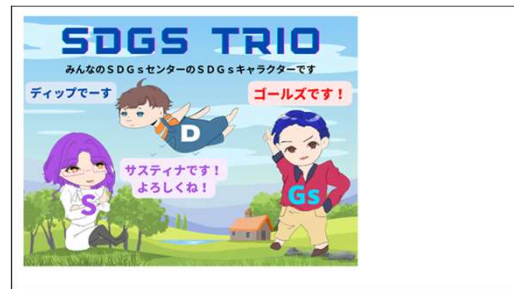 SDGS TRIO
みんなのSDGsセンターのSDGsキャラクターです
ディップでーす
ゴールズです！
D
サスティナです！
よろしくね！
S
Gs